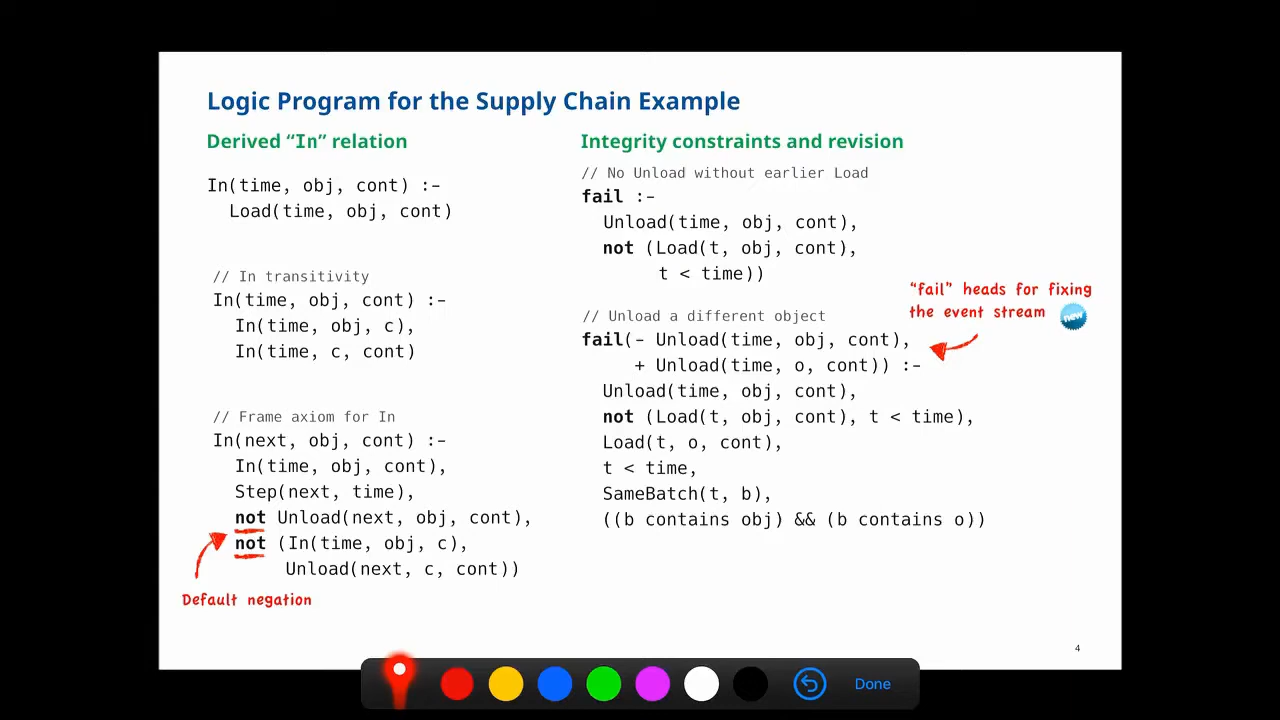 Logic Program for the Supply Chain Example
Derived “In” relation
In(time, obj, cont) :-
Load(time, obj, cont)
// In transitivity
In(time, obj, cont) :-
In(time, obj, c),
In(time, c, cont)
// Frame axiom for In
In(next, obj, cont) :-
In(time, obj, cont),
Step(next, time),
not Unload(next, obj, cont),
not (In(time, obj, c),
Unload(next, c, cont))
Default negation
Integrity constraints and revision
// No Unload without earlier Load
fail :-
Unload(time, obj, cont),
not (Load(t, obj, cont),
t < time))
“fail” heads for fixing
the event stream
new
// Unload a different object
fail(- Unload(time, obj, cont),
+ Unload(time, o, cont)) :-
Unload(time, obj, cont),
not (Load(t, obj, cont), t < time),
Load(t, o, cont),
t < time,
SameBatch(t, b),
((b contains obj) && (b contains o))
4
Done